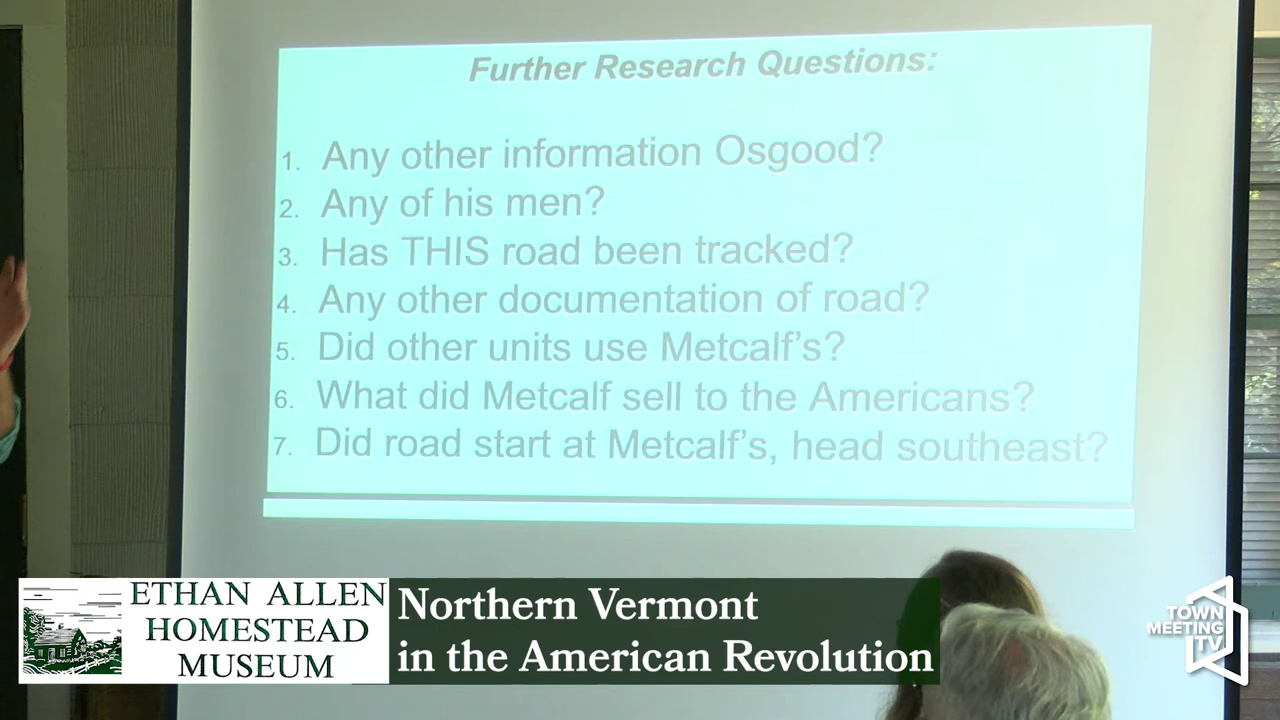 Further Research Questions:
1. Any other information Osgood?
2. Any of his men?
3. Has THIS road been tracked?
4. Any other documentation of road?
5. Did other units use Metcalf's?
6. What did Metcalf sell to the Americans?
7. Did road start at Metcalf's, head southeast?
ETHAN ALLEN
HOMESTEAD
MUSEUM
Northern Vermont
in the American Revolution
TOWN
MEETING
TV